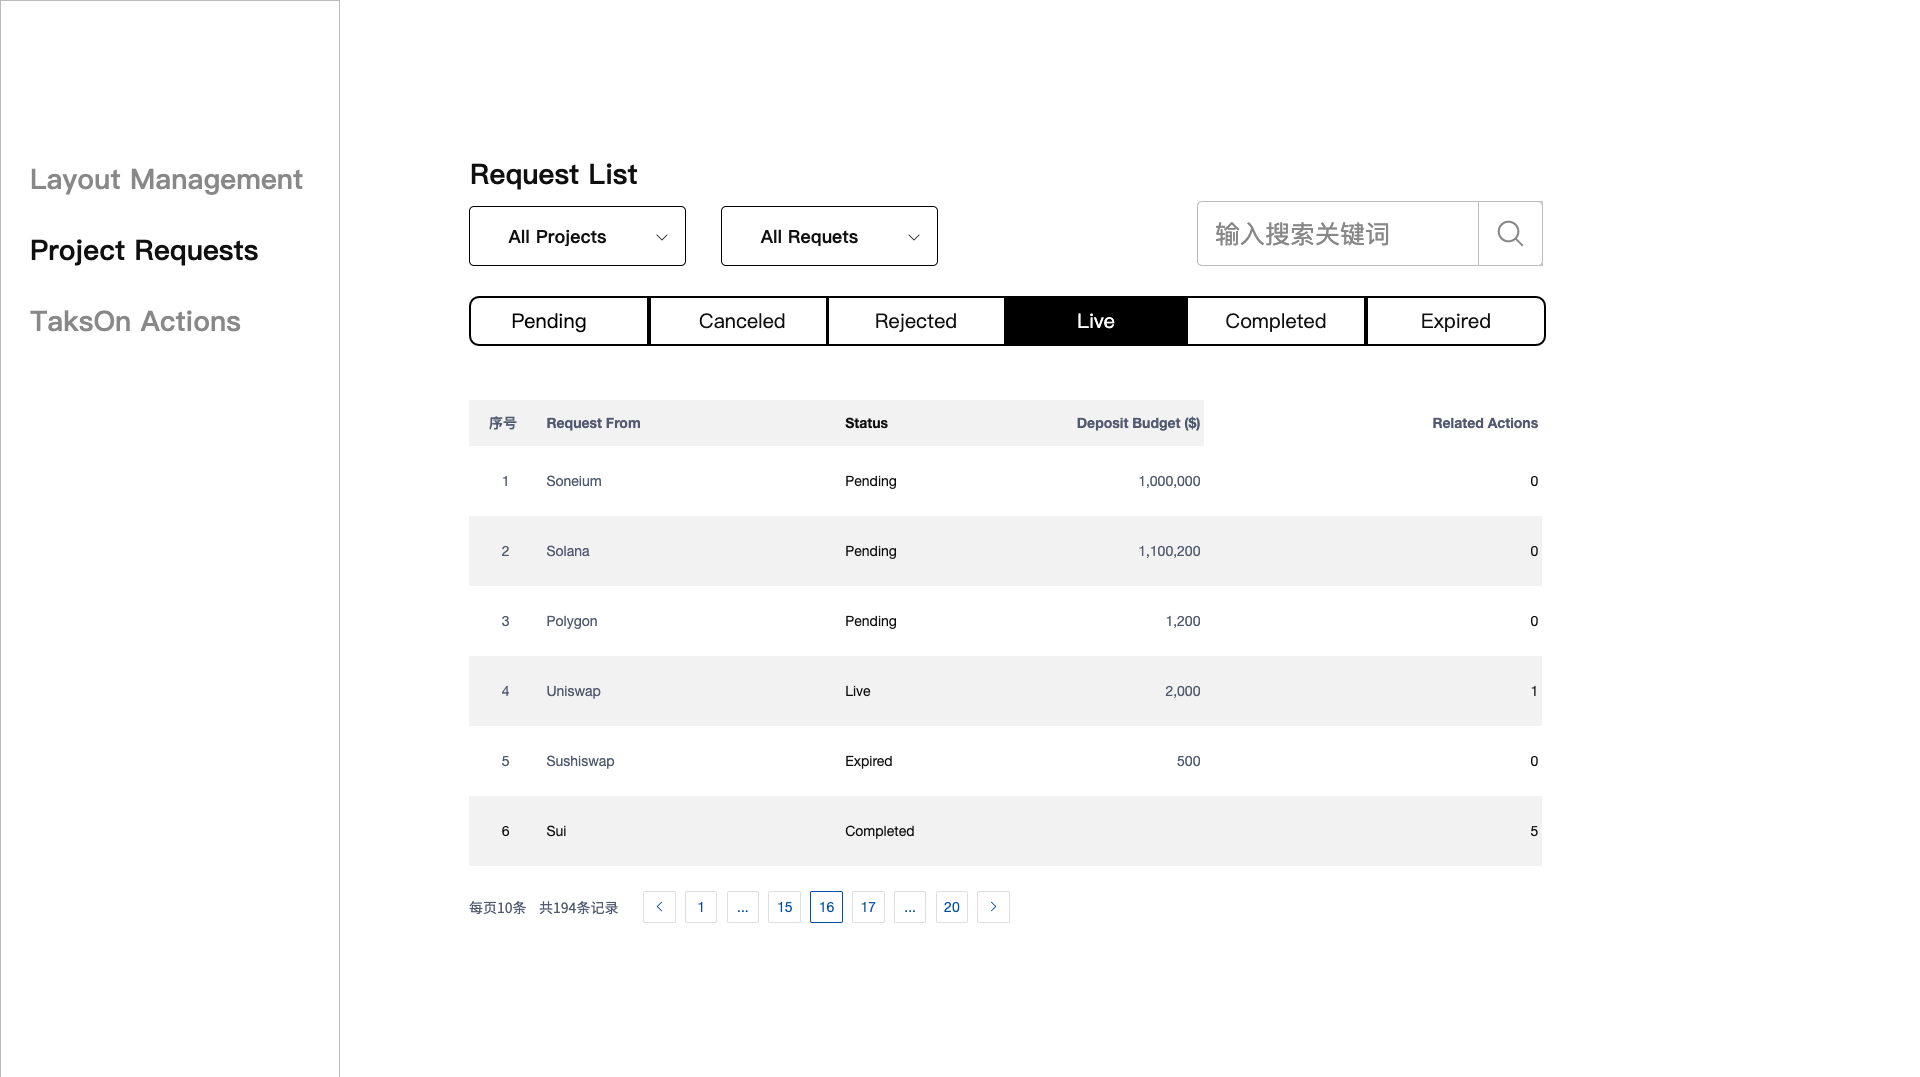 Layout Management
Project Requests
TaksOn Actions
Request List
All Projects All Requets 输入搜索关键词
Pending Canceled Rejected Live Completed Expired
序号 Request From Status Deposit Budget ($) Related Actions
1 Soneium Pending 1,000,000 0
2 Solana Pending 1,100,200 0
3 Polygon Pending 1,200 0
4 Uniswap Live 2,000 1
5 Sushiswap Expired 500 0
6 Sui Completed 5
每页10条 共194条记录 1 ... 15 16 17 ... 20